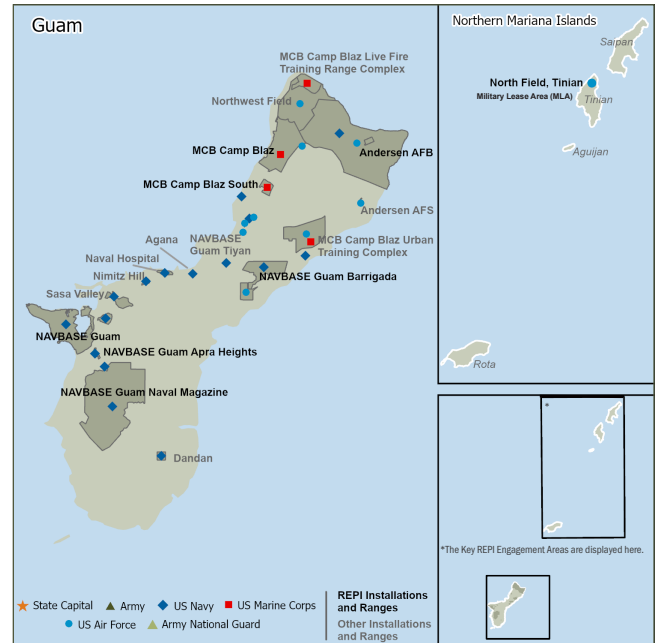 Guam
MCB Camp Blaz Live Fire
Training Range Complex
Northwest Field
MCB Camp Blaz
Andersen AFB
MCB Camp Blaz South
Andersen AFS
Agana
NAVBASE
Guam Tiyan
MCB Camp Blaz Urban
Training Complex
Naval Hospital
Nimitz Hill
NAVBASE Guam Barrigada
Sasa Valley
NAVBASE Guam
NAVBASE Guam Apra Heights
NAVBASE Guam Naval Magazine
Dandan
State Capital
Army
US Navy
US Marine Corps
US Air Force
Army National Guard
REPI Installations
and Ranges
Other Installations
and Ranges
Northern Mariana Islands
Saipan
North Field, Tinian
Military Lease Area (MLA)
Tinian
Aguijan
Rota
*
*The Key REPI Engagement Areas are displayed here.